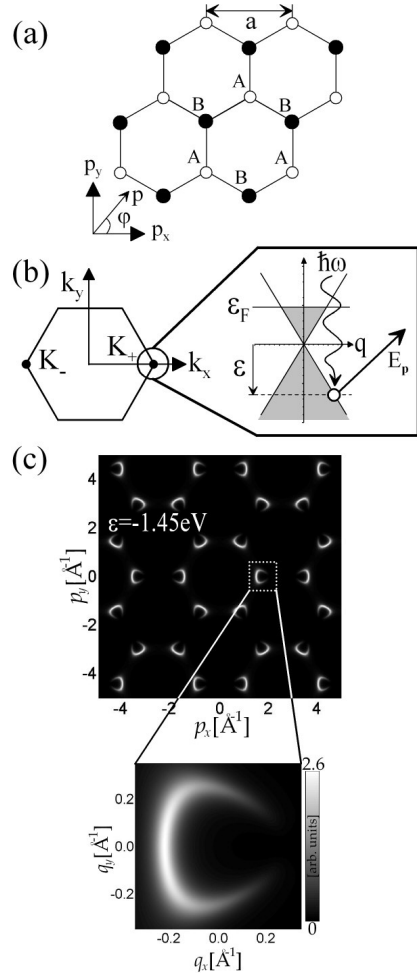 (a)
a
A
B
B
A
A
B
p_y
p
φ
p_x
(b)
k_y
ħω
ε_F
K_-
K_+
k_x
q
ε
E_p
(c)
4
2
0
-2
-4
ε=-1.45eV
p_y[Å^-1]
-4 -2 0 2 4
p_x[Å^-1]
2.6
0.2
0.0
-0.2
q_y[Å^-1]
[arb. units]
0
-0.2 0.0 0.2
q_x[Å^-1]